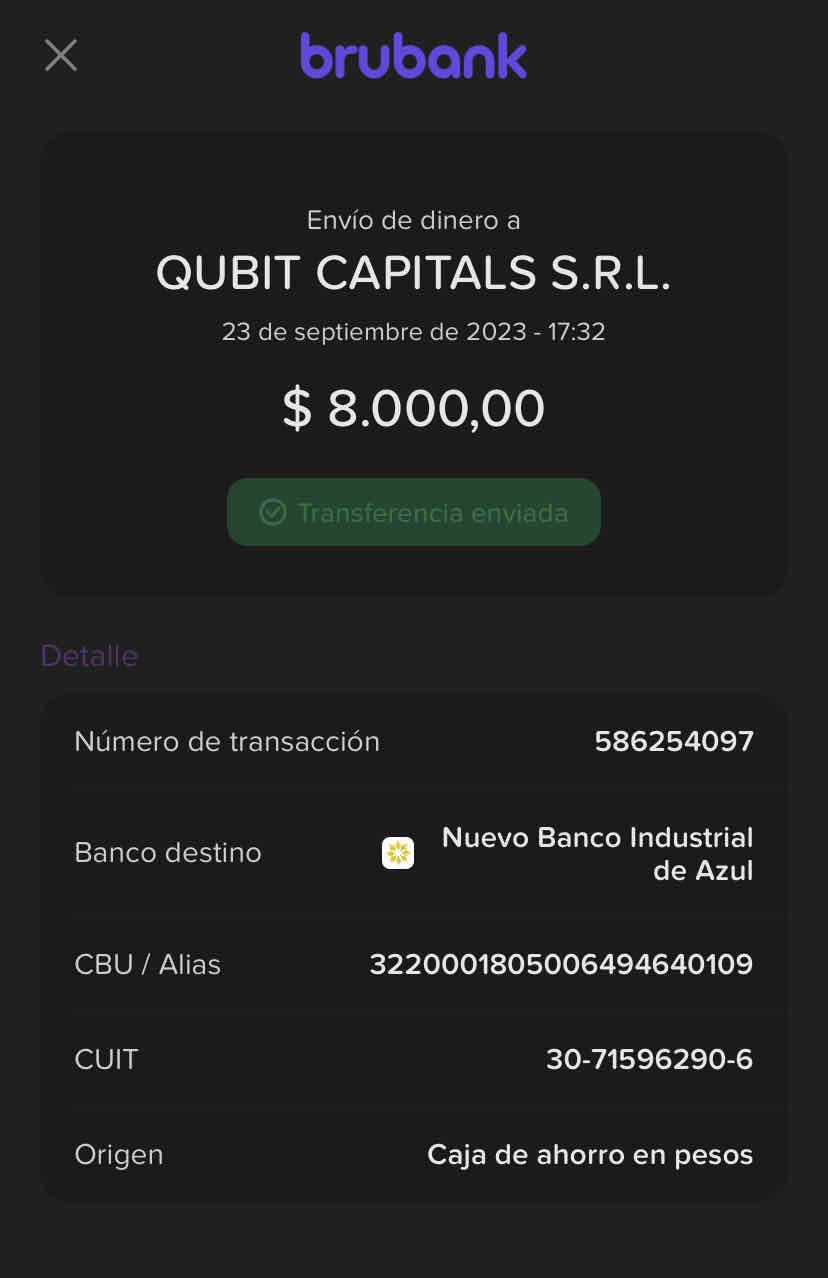 brubank
Envío de dinero a
QUBIT CAPITALS S.R.L.
23 de septiembre de 2023 - 17:32
$ 8.000,00
Transferencia enviada
Detalle
Número de transacción 586254097
Banco destino Nuevo Banco Industrial
de Azul
CBU / Alias 3220001805006494640109
CUIT 30-71596290-6
Origen Caja de ahorro en pesos